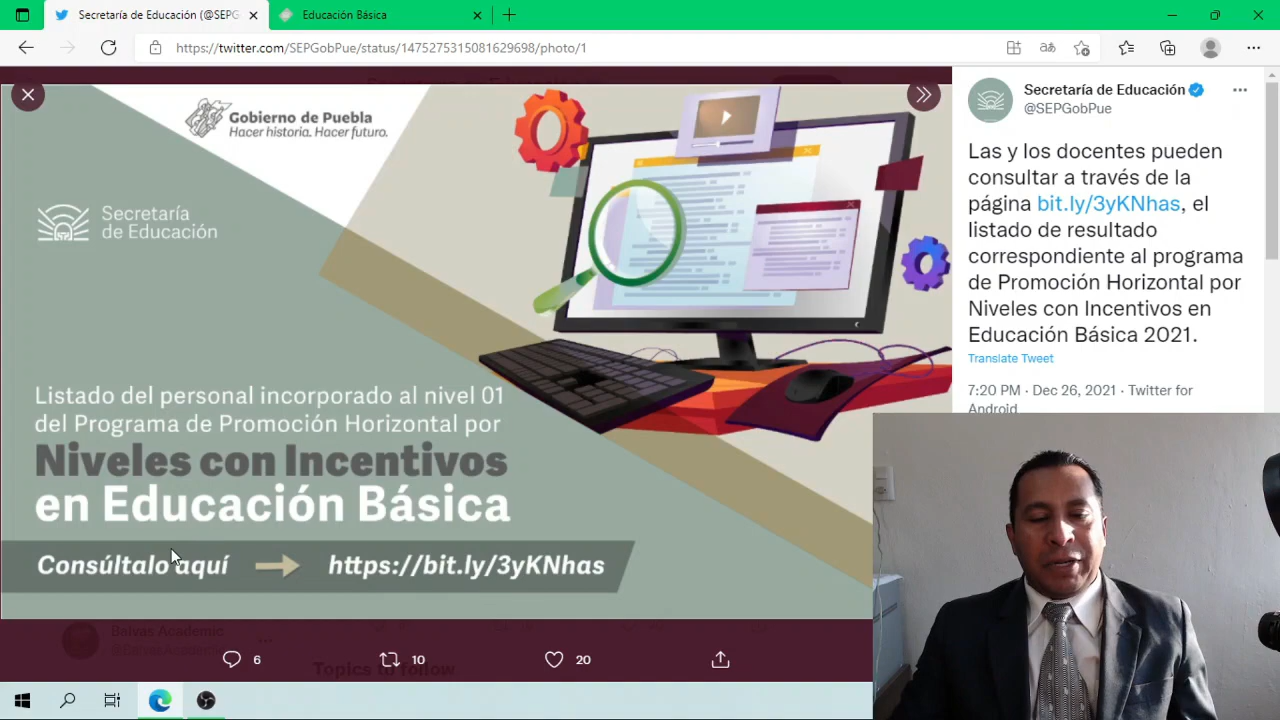 Secretaría de Educación (@SEPG
Educación Básica
https://twitter.com/SEPGobPue/status/1475275315081629698/photo/1
Gobierno de Puebla
Hacer historia. Hacer futuro.
Secretaría
de Educación
Listado del personal incorporado al nivel 01
del Programa de Promoción Horizontal por
Niveles con Incentivos
en Educación Básica
Consúltalo aquí
https://bit.ly/3yKNhas
Secretaría de Educación
@SEPGobPue
Las y los docentes pueden
consultar a través de la
página bit.ly/3yKNhas, el
listado de resultado
correspondiente al programa
de Promoción Horizontal por
Niveles con Incentivos en
Educación Básica 2021.
Translate Tweet
7:20 PM · Dec 26, 2021 · Twitter for
Android
Baivas Academic
Topics to follow
6
10
20